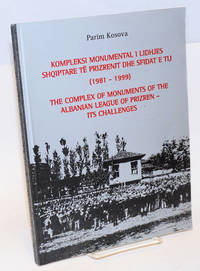 Parim Kosova
KOMPLEKSI MONUMENTAL I LIDHJES
SHQIPTARE TË PRIZRENIT DHE SFIDAT E TIJ
(1981 - 1999)
THE COMPLEX OF MONUMENTS OF THE
ALBANIAN LEAGUE OF PRIZREN –
ITS CHALLENGES